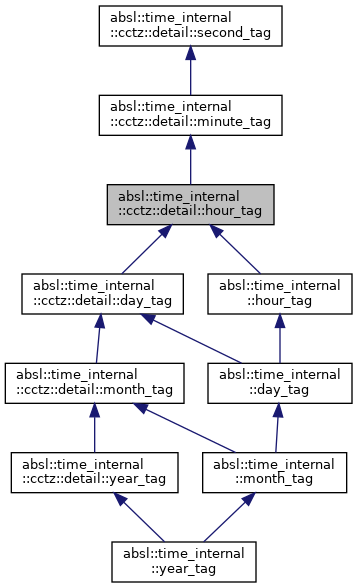 absl::time_internal
::cctz::detail::second_tag
absl::time_internal
::cctz::detail::minute_tag
absl::time_internal
::cctz::detail::hour_tag
absl::time_internal
::cctz::detail::day_tag
absl::time_internal
::hour_tag
absl::time_internal
::cctz::detail::month_tag
absl::time_internal
::day_tag
absl::time_internal
::cctz::detail::year_tag
absl::time_internal
::month_tag
absl::time_internal
::year_tag